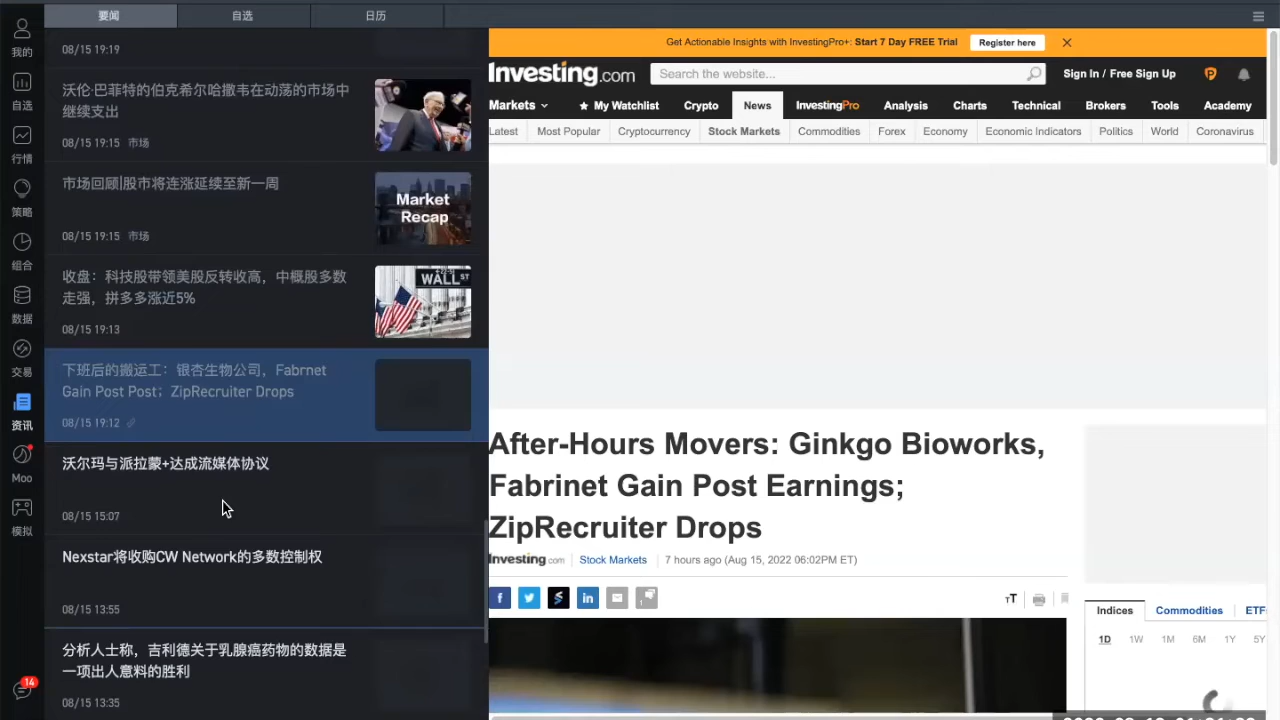 要闻
自选
日历
我的
自选
行情
策略
组合
数据
交易
资讯
Moo
模拟
14
08/15 19:19
沃伦·巴菲特的伯克希尔哈撒韦在动荡的市场中
支出
08/15 19:15 市场
市场回顾|股市将连涨延续至新一周
08/15 19:15 市场
Market
Recap
收盘：科技股带领美股反转收高，中概股多数
走强，拼多多涨近5%
08/15 19:13
WALL ST
下班后的搬运工：银杏生物公司，Fabrnet
Gain Post Post；ZipRecruiter Drops
08/15 19:12
沃尔玛与派拉蒙+达成流媒体协议
08/15 15:07
Nexstar将收购CW Network的多数控制权
08/15 13:55
分析人士称，吉利德关于乳腺癌药物的数据是
一项出人意料的胜利
08/15 13:35
Get Actionable Insights with InvestingPro+: Start 7 Day FREE Trial
Register here
Investing.com
Search the website...
Sign In / Free Sign Up
Markets
My Watchlist
Crypto
News
InvestingPro
Analysis
Charts
Technical
Brokers
Tools
Academy
Latest
Most Popular
Cryptocurrency
Stock Markets
Commodities
Forex
Economy
Economic Indicators
Politics
World
Coronavirus
After-Hours Movers: Ginkgo Bioworks,
Fabrinet Gain Post Earnings;
ZipRecruiter Drops
Investing.com
Stock Markets
7 hours ago (Aug 15, 2022 06:02PM ET)
TT
Indices
Commodities
ETF
1D
1W
1M
6M
1Y
5Y